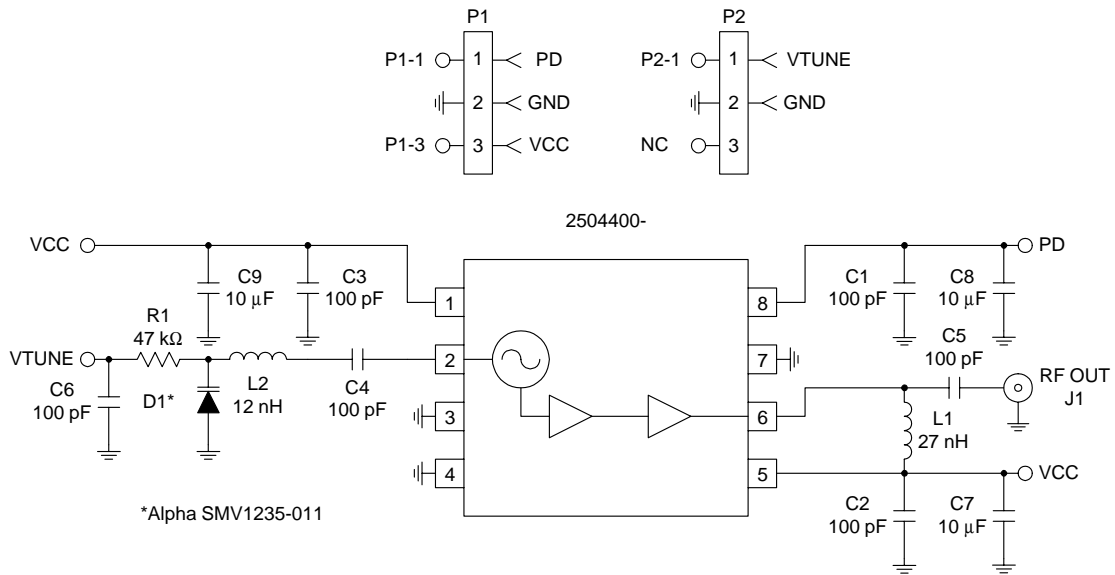 P1
P2
P1-1
1
PD
2
GND
P1-3
3
VCC
P2-1
1
VTUNE
2
GND
NC
3
2504400-
VCC
C9
10 µF
C3
100 pF
1
R1
47 kΩ
VTUNE
C6
100 pF
D1*
L2
12 nH
C4
100 pF
2
3
4
*Alpha SMV1235-011
8
7
6
5
C1
100 pF
C8
10 µF
PD
C5
100 pF
RF OUT
J1
L1
27 nH
VCC
C2
100 pF
C7
10 µF